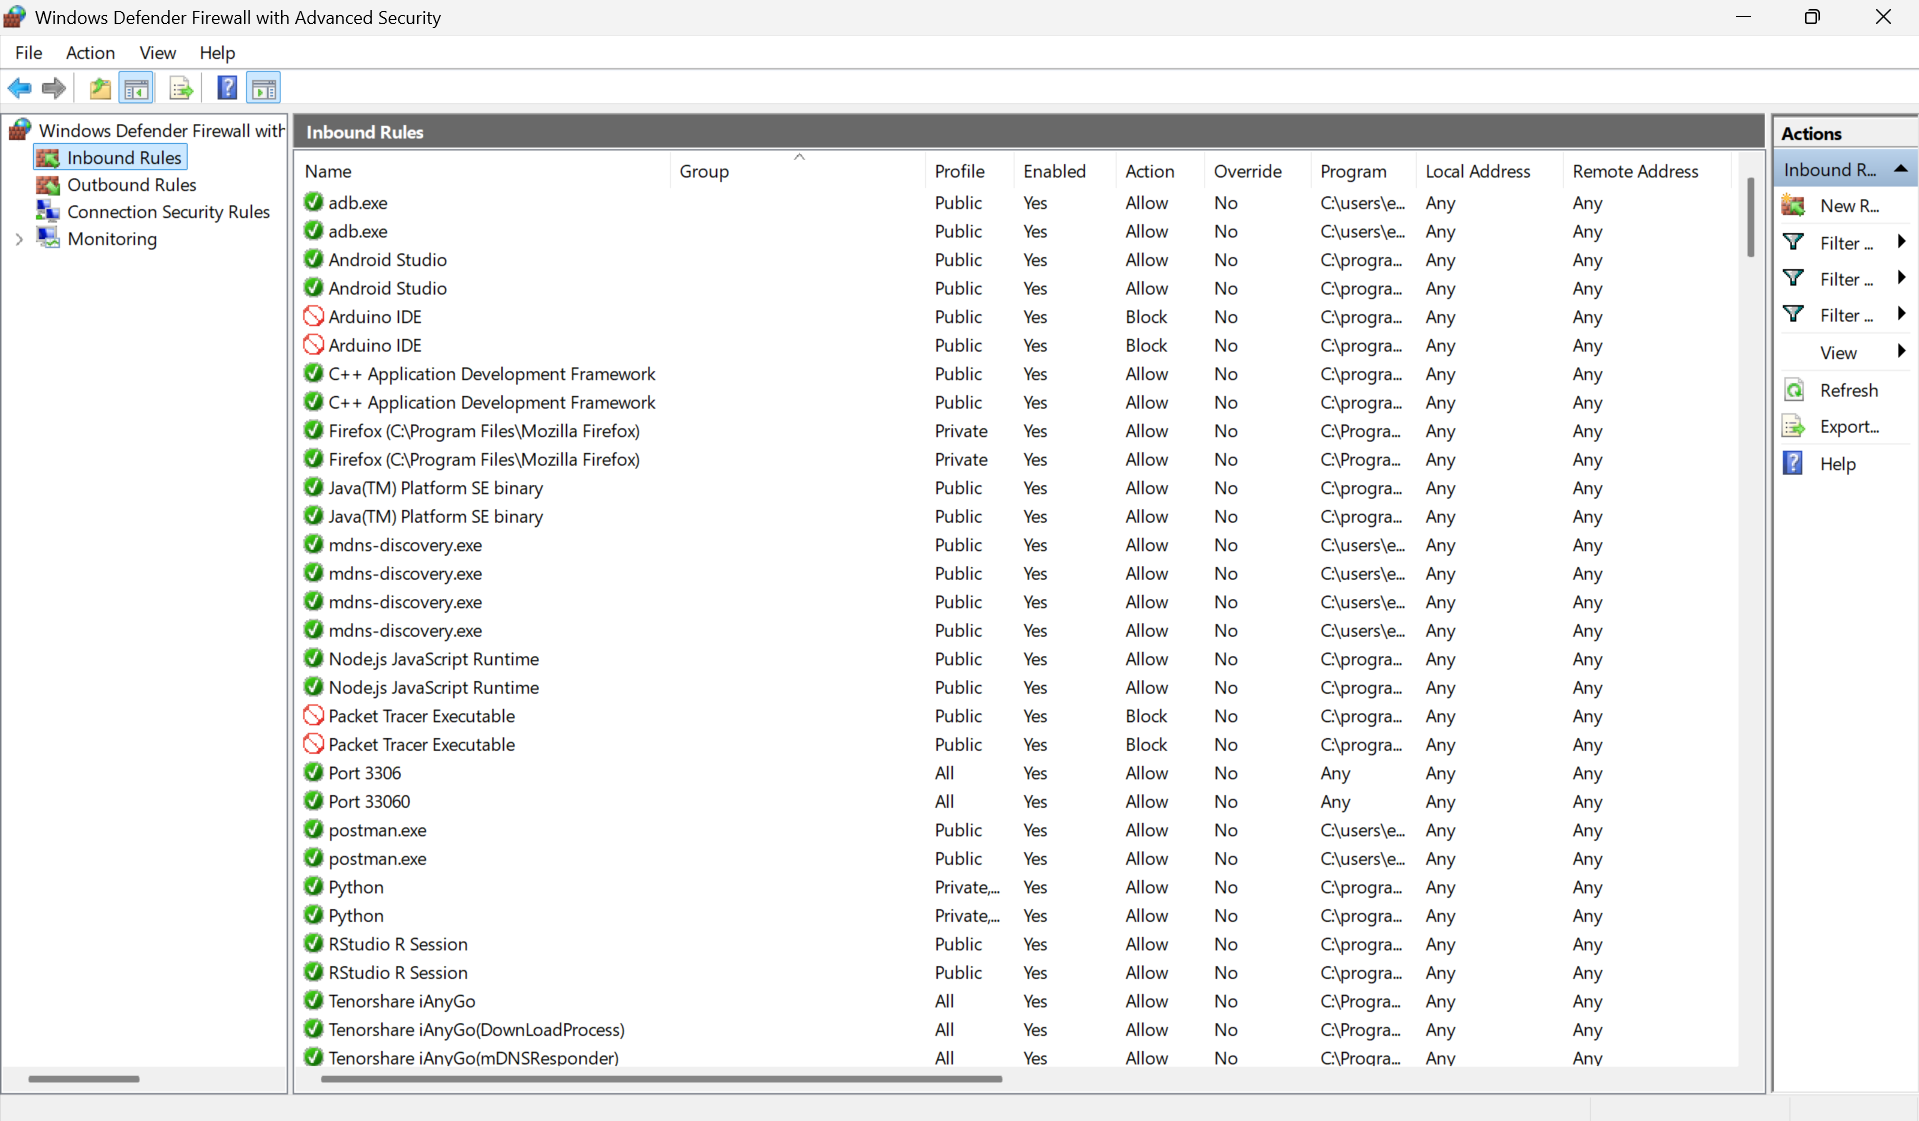 Windows Defender Firewall with Advanced Security
File Action View Help
Windows Defender Firewall with
Inbound Rules
Outbound Rules
Connection Security Rules
Monitoring
Inbound Rules
Name Group Profile Enabled Action Override Program Local Address Remote Address
adb.exe Public Yes Allow No C:\users\e... Any Any
adb.exe Public Yes Allow No C:\users\e... Any Any
Android Studio Public Yes Allow No C:\progra... Any Any
Android Studio Public Yes Allow No C:\progra... Any Any
Arduino IDE Public Yes Block No C:\progra... Any Any
Arduino IDE Public Yes Block No C:\progra... Any Any
C++ Application Development Framework Public Yes Allow No C:\progra... Any Any
C++ Application Development Framework Public Yes Allow No C:\progra... Any Any
Firefox (C:\Program Files\Mozilla Firefox) Private Yes Allow No C:\Progra... Any Any
Firefox (C:\Program Files\Mozilla Firefox) Private Yes Allow No C:\Progra... Any Any
Java(TM) Platform SE binary Public Yes Allow No C:\progra... Any Any
Java(TM) Platform SE binary Public Yes Allow No C:\progra... Any Any
mdns-discovery.exe Public Yes Allow No C:\users\e... Any Any
mdns-discovery.exe Public Yes Allow No C:\users\e... Any Any
mdns-discovery.exe Public Yes Allow No C:\users\e... Any Any
mdns-discovery.exe Public Yes Allow No C:\users\e... Any Any
Node.js JavaScript Runtime Public Yes Allow No C:\progra... Any Any
Node.js JavaScript Runtime Public Yes Allow No C:\progra... Any Any
Packet Tracer Executable Public Yes Block No C:\progra... Any Any
Packet Tracer Executable Public Yes Block No C:\progra... Any Any
Port 3306 All Yes Allow No Any Any Any
Port 33060 All Yes Allow No Any Any Any
postman.exe Public Yes Allow No C:\users\e... Any Any
postman.exe Public Yes Allow No C:\users\e... Any Any
Python Private,... Yes Allow No C:\progra... Any Any
Python Private,... Yes Allow No C:\progra... Any Any
RStudio R Session Public Yes Allow No C:\progra... Any Any
RStudio R Session Public Yes Allow No C:\progra... Any Any
Tenorshare iAnyGo All Yes Allow No C:\Progra... Any Any
Tenorshare iAnyGo(DownLoadProcess) All Yes Allow No C:\Progra... Any Any
Tenorshare iAnyGo(mDNSResponder) All Yes Allow No C:\Progra... Any Any
Actions
Inbound R...
New R...
Filter ...
Filter ...
Filter ...
View
Refresh
Export...
Help